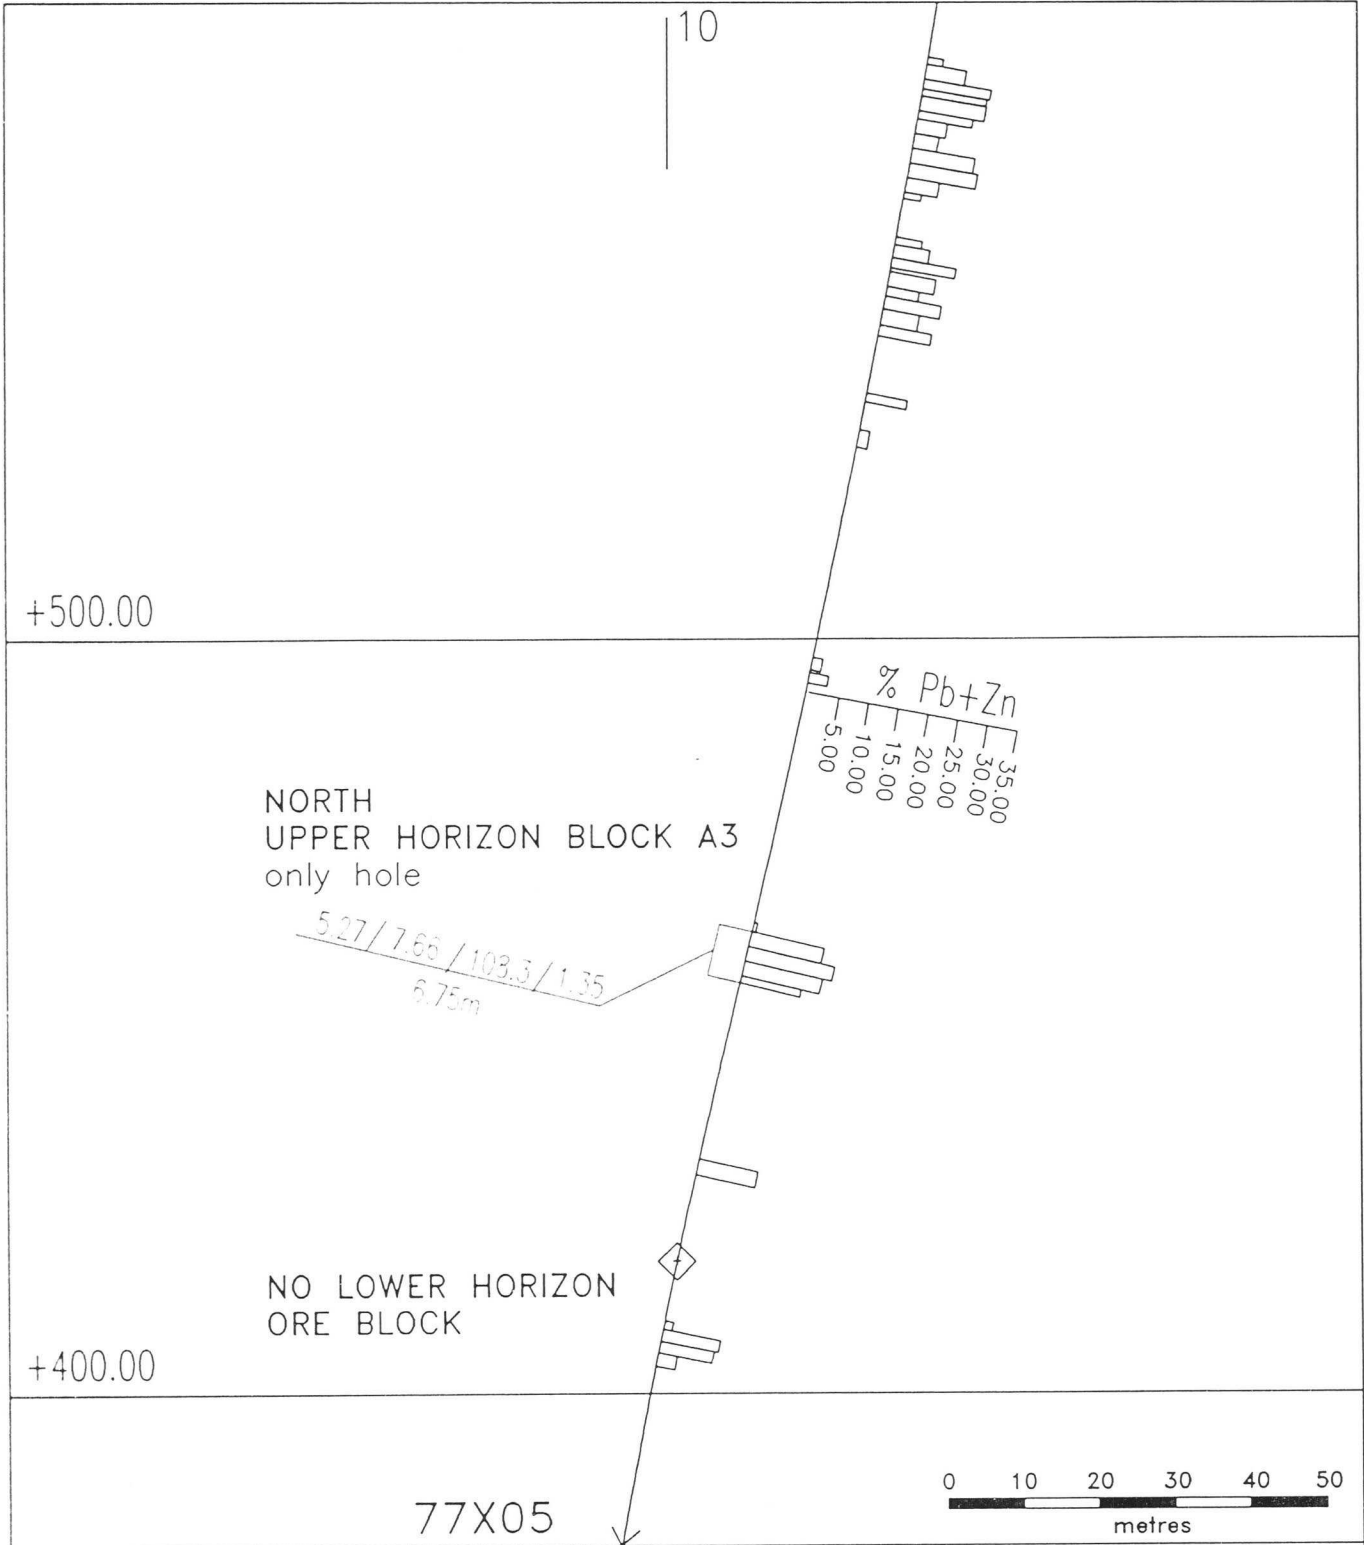 10
+500.00
% Pb+Zn
5.00
10.00
15.00
20.00
25.00
30.00
35.00
NORTH
UPPER HORIZON BLOCK A3
only hole
5.27/7.66/108.3/1.35
6.75m
NO LOWER HORIZON
ORE BLOCK
+400.00
77X05
0 10 20 30 40 50
metres